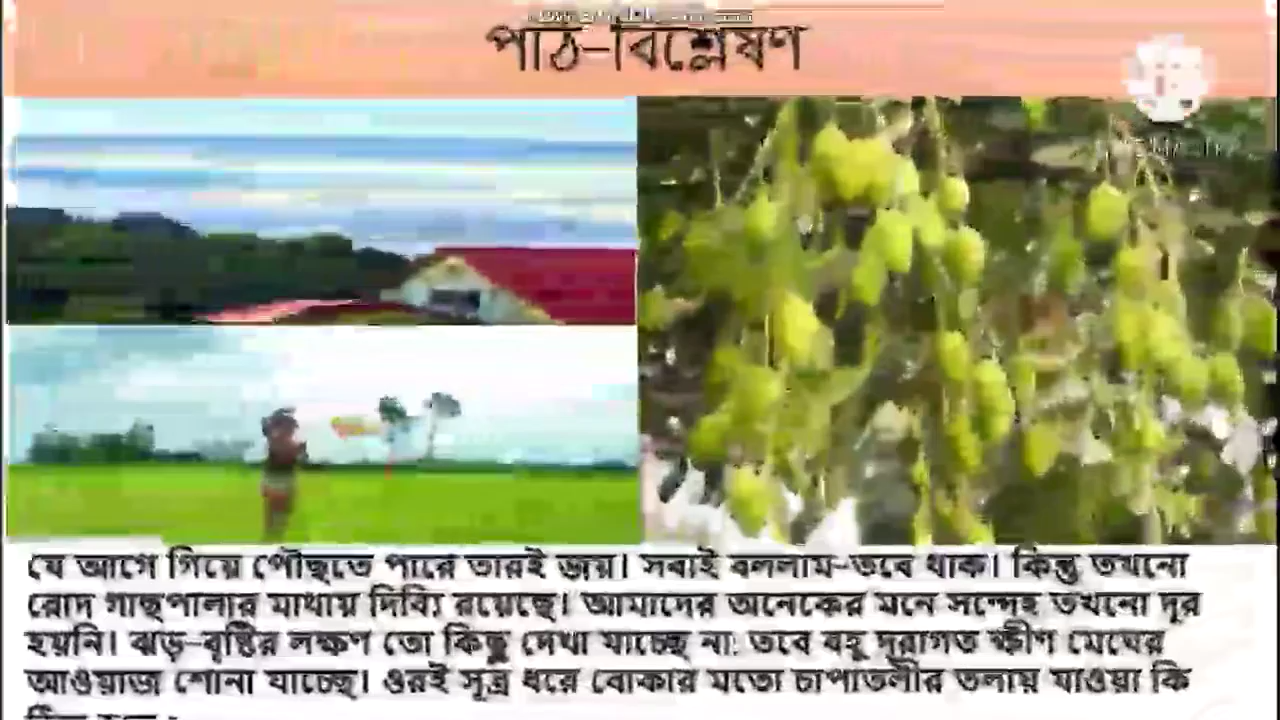 পাঠ-বিশ্লেষণ
যে আগে গিয়ে পৌঁছতে পারে তারই জয়। সবাই বললাম-তবে থাক। কিন্তু তখনো
রোদ গাছপালার মাথায় দিব্যি রয়েছে। আমাদের অনেকের মনে সন্দেহ তখনো দূর
হয়নি। ঝড়-বৃষ্টির লক্ষণ তো কিছু দেখা যাচ্ছে না; তবে বহু দূরাগত ক্ষীণ মেঘের
আওয়াজ শোনা যাচ্ছে। ওরই সূত্র ধরে বোকার মতো চাঁপাতলীর তলায় যাওয়া কি